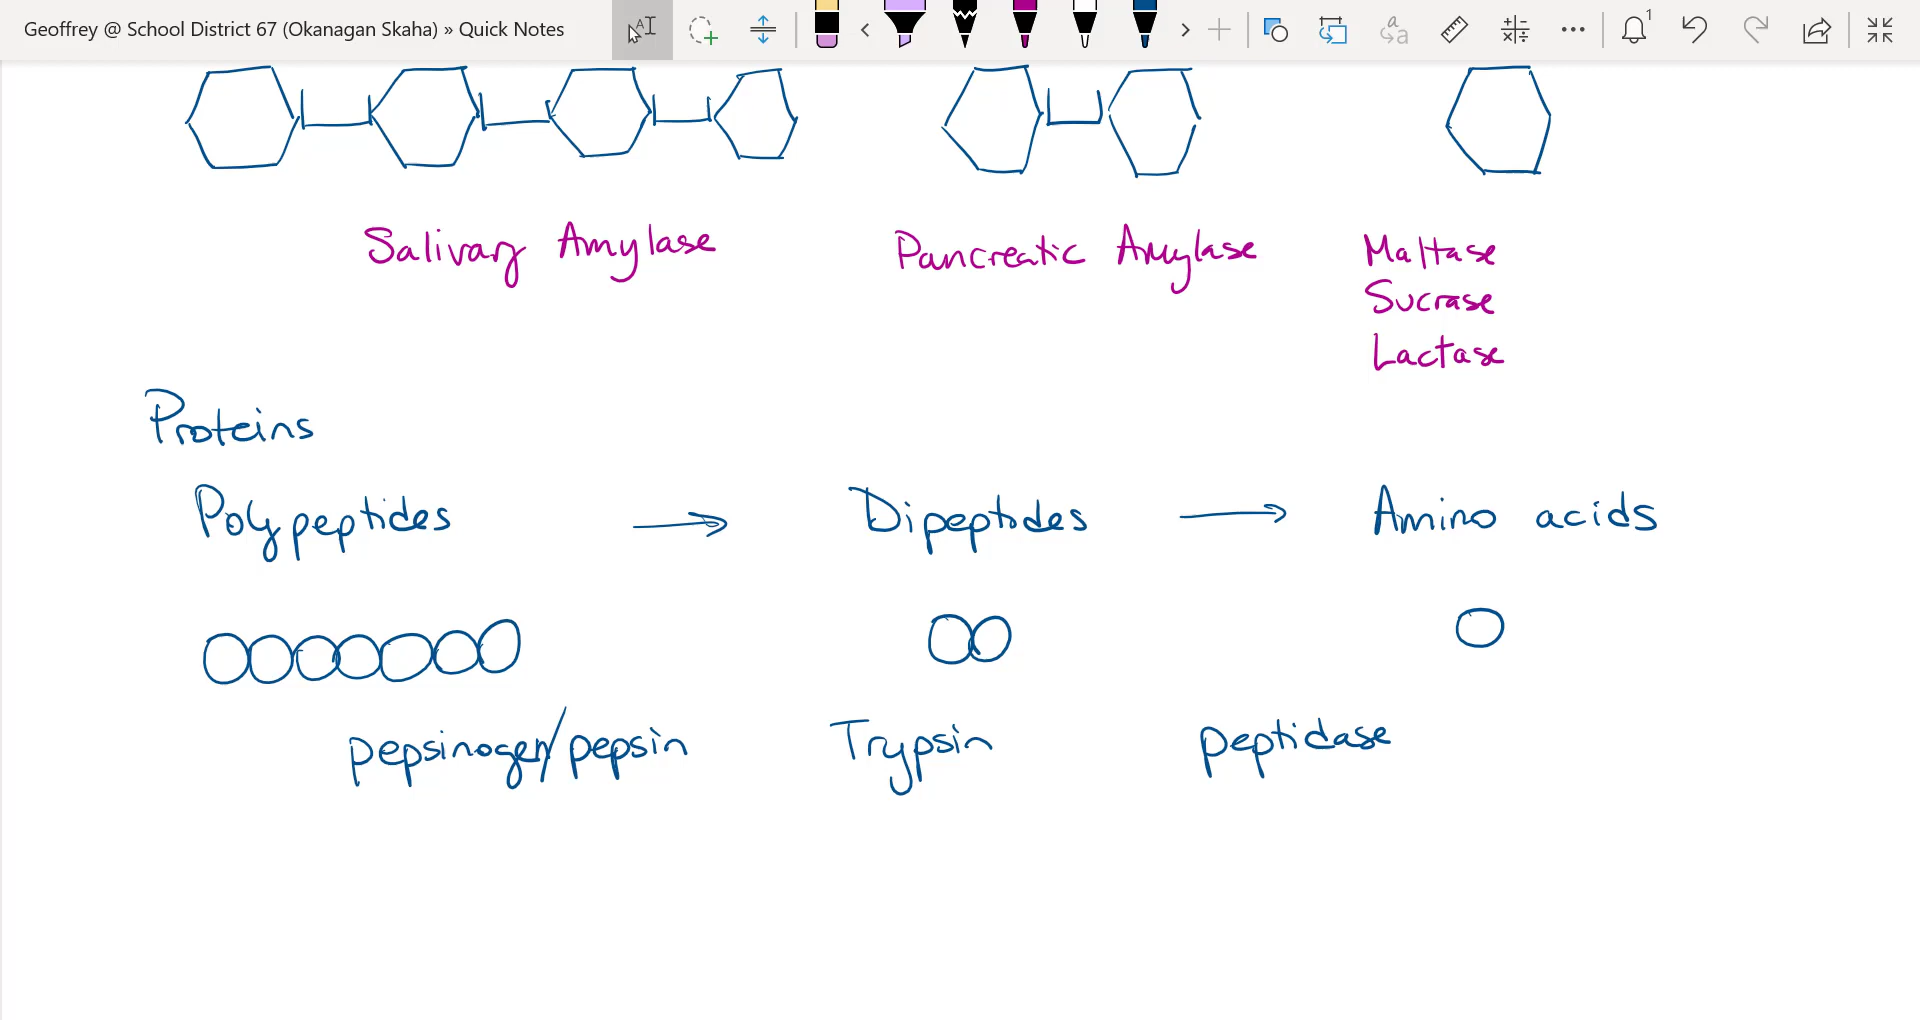 Geoffrey @ School District 67 (Okanagan Skaha) » Quick Notes
1
Salivary Amylase Pancreatic Amylase Maltase
Sucrase
Lactase
Proteins
Polypeptides → Dipeptides → Amino acids
pepsinogen/pepsin Trypsin peptidase